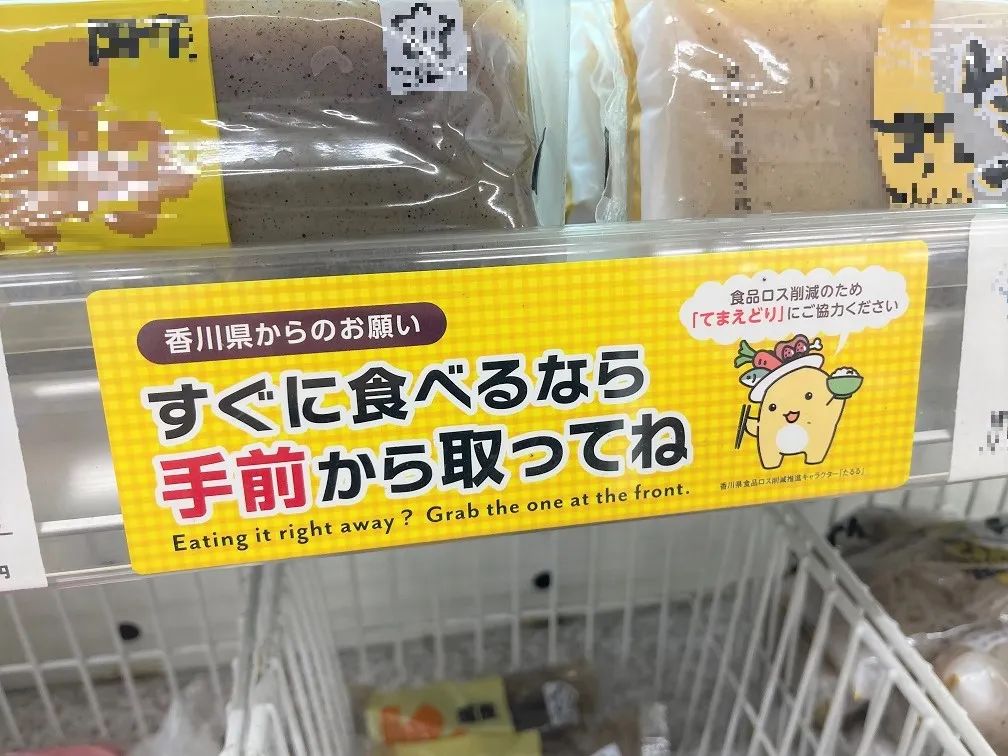 香川県からのお願い
すぐに食べるなら
手前から取ってね
Eating it right away? Grab the one at the front.
食品ロス削減のため
「てまえどり」にご協力ください
香川県食品ロス削減推進キャラクター「たるる」
円